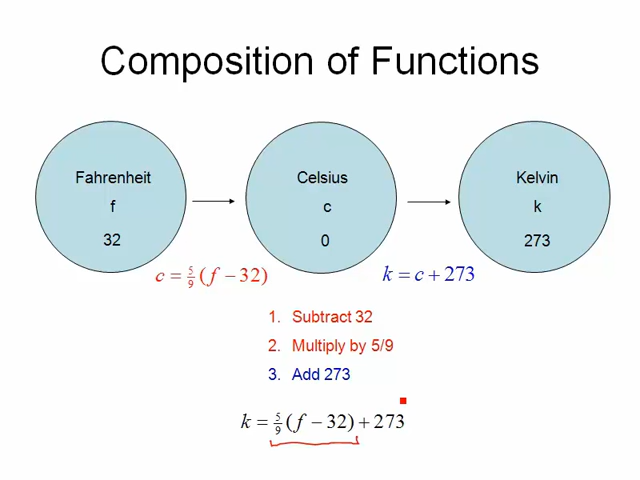 Composition of Functions
Fahrenheit
f
32
Celsius
c
0
Kelvin
k
273
c = 5/9 (f − 32)
k = c + 273
1. Subtract 32
2. Multiply by 5/9
3. Add 273
k = 5/9 (f − 32) + 273